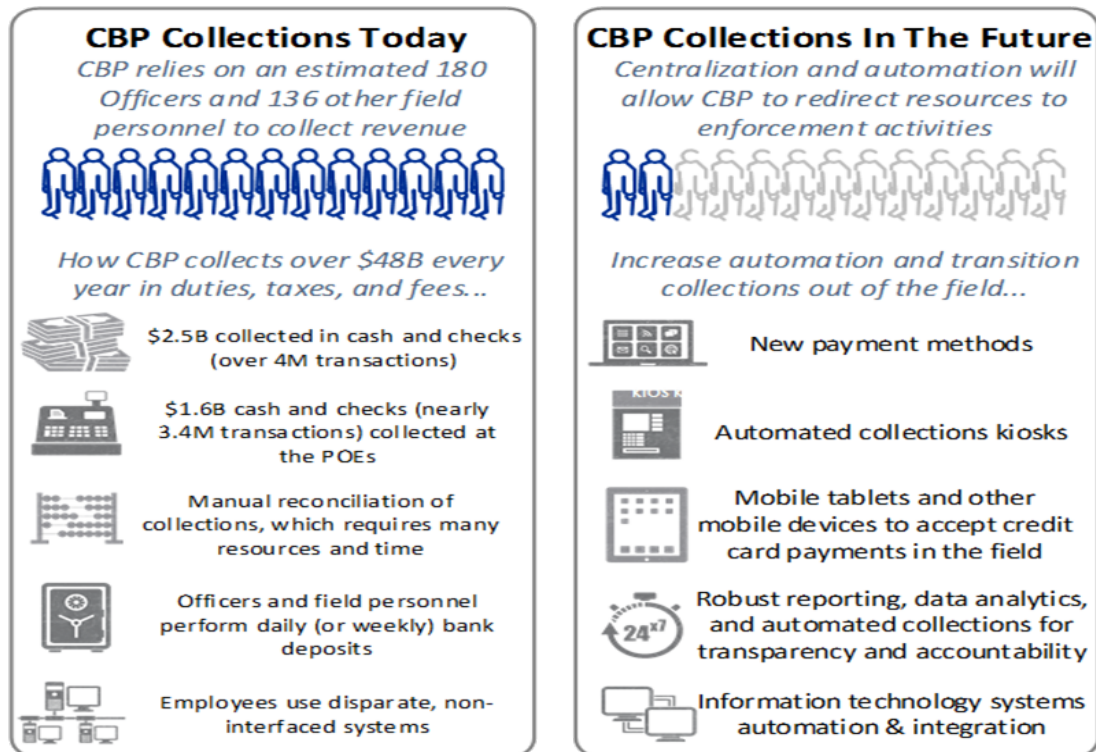 CBP Collections Today
CBP relies on an estimated 180
Officers and 136 other field
personnel to collect revenue
How CBP collects over $48B every
year in duties, taxes, and fees...
$2.5B collected in cash and checks
(over 4M transactions)
$1.6B cash and checks (nearly
3.4M transactions) collected at
the POEs
Manual reconciliation of
collections, which requires many
resources and time
Officers and field personnel
perform daily (or weekly) bank
deposits
Employees use disparate, non-
interfaced systems
CBP Collections In The Future
Centralization and automation will
allow CBP to redirect resources to
enforcement activities
Increase automation and transition
collections out of the field...
New payment methods
KIOS K
Automated collections kiosks
Mobile tablets and other
mobile devices to accept credit
card payments in the field
24x7
Robust reporting, data analytics,
and automated collections for
transparency and accountability
Information technology systems
automation & integration